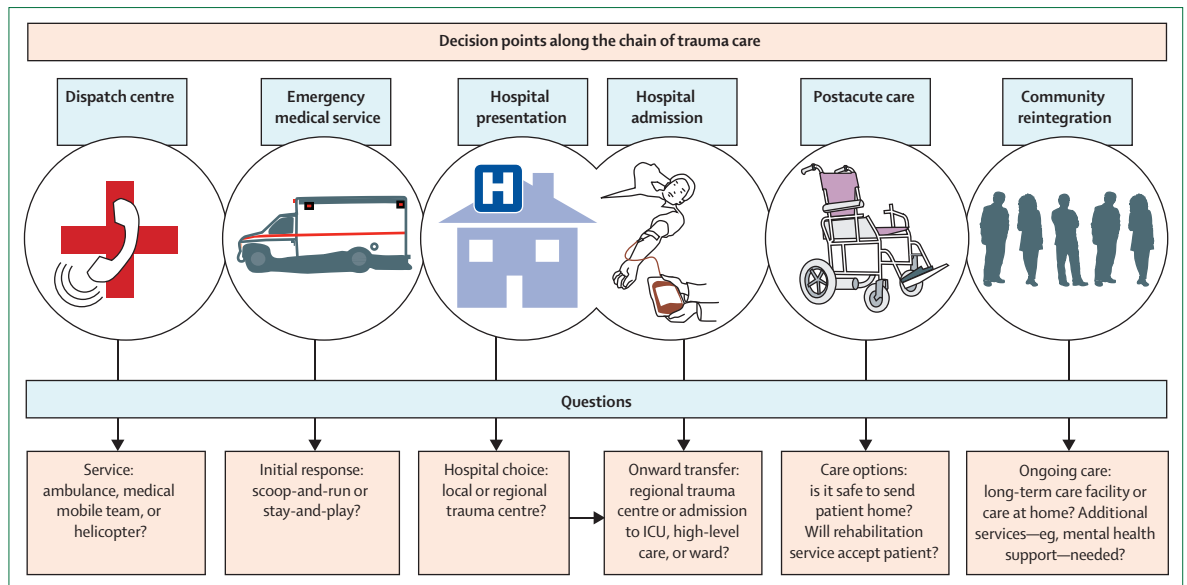 Decision points along the chain of trauma care
Dispatch centre
Emergency
medical service
Hospital
presentation
Hospital
admission
Postacute care
Community
reintegration
H
Questions
Service:
ambulance, medical
mobile team, or
helicopter?
Initial response:
scoop-and-run or
stay-and-play?
Hospital choice:
local or regional
trauma centre?
Onward transfer:
regional trauma
centre or admission
to ICU, high-level
care, or ward?
Care options:
is it safe to send
patient home?
Will rehabilitation
service accept patient?
Ongoing care:
long-term care facility or
care at home? Additional
services—eg, mental health
support—needed?